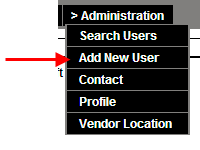 > Administration
Search Users
Add New User
Contact
Profile
Vendor Location